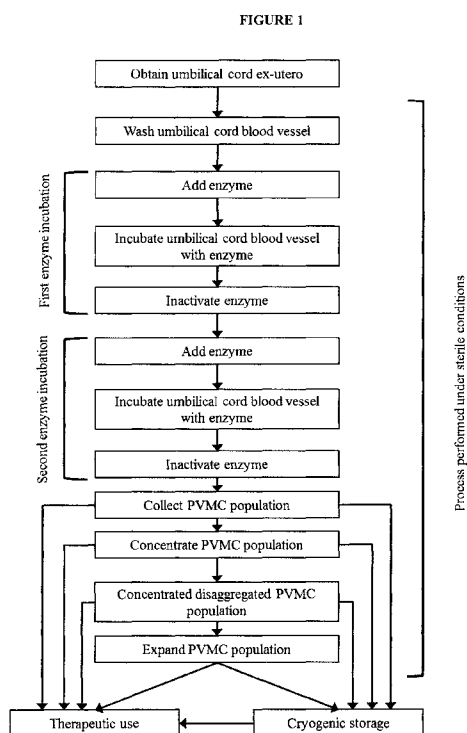 FIGURE 1
Obtain umbilical cord ex-utero
Wash umbilical cord blood vessel
First enzyme incubation
Add enzyme
Incubate umbilical cord blood vessel
with enzyme
Inactivate enzyme
Second enzyme incubation
Add enzyme
Incubate umbilical cord blood vessel
with enzyme
Inactivate enzyme
Collect PVMC population
Concentrate PVMC population
Concentrated disaggregated PVMC
population
Expand PVMC population
Therapeutic use
Cryogenic storage
Process performed under sterile conditions